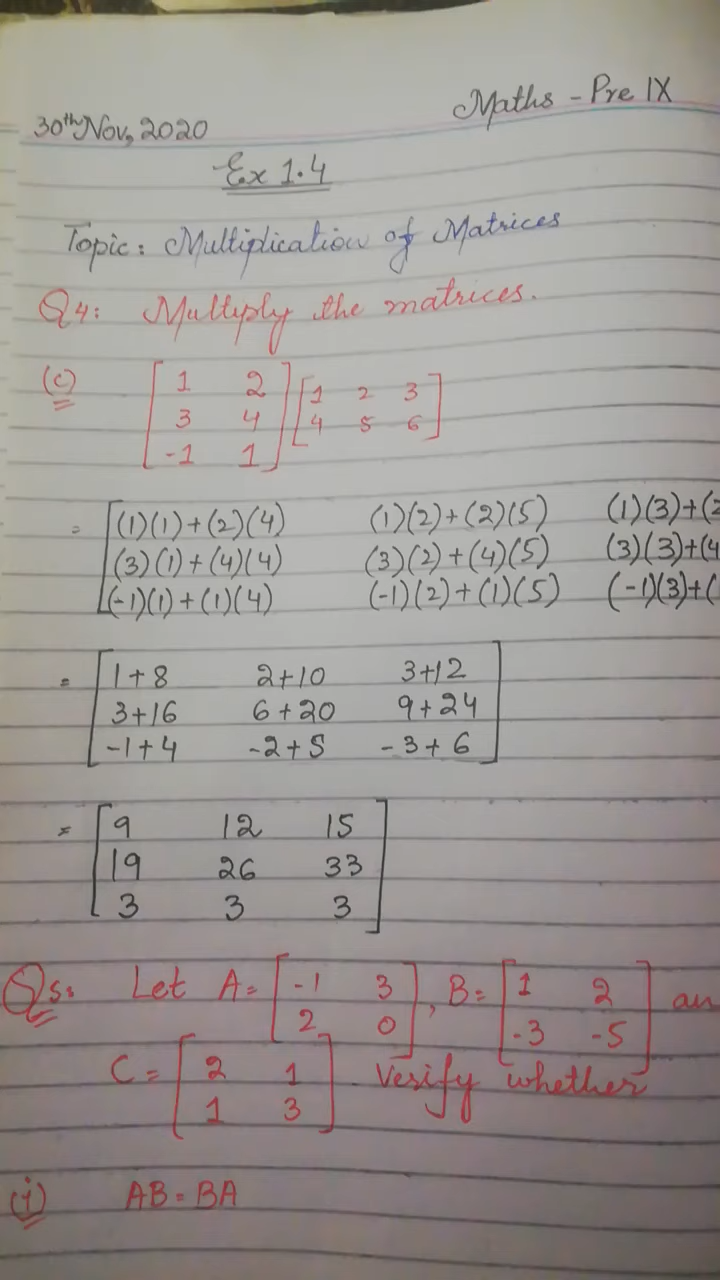 Maths - Pre IX
30th Nov, 2020
Ex 1.4
Topic: Multiplication of Matrices
Q4: Multiply the matrices.
(c) [1 2] [1 2 3]
[3 4] [4 5 6]
[-1 1]
= [(1)(1)+(2)(4) (1)(2)+(2)(5) (1)(3)+(2
(3)(1)+(4)(4) (3)(2)+(4)(5) (3)(3)+(4
(-1)(1)+(1)(4) (-1)(2)+(1)(5) (-1)(3)+(
= [1+8 2+10 3+12]
[3+16 6+20 9+24]
[-1+4 -2+5 -3+6]
= [9 12 15]
[19 26 33]
[3 3 3]
Q5: Let A = [-1 3], B = [1 2] an
[2 0] [-3 -5]
C = [2 1]. Verify whether
[1 3]
(i) AB = BA